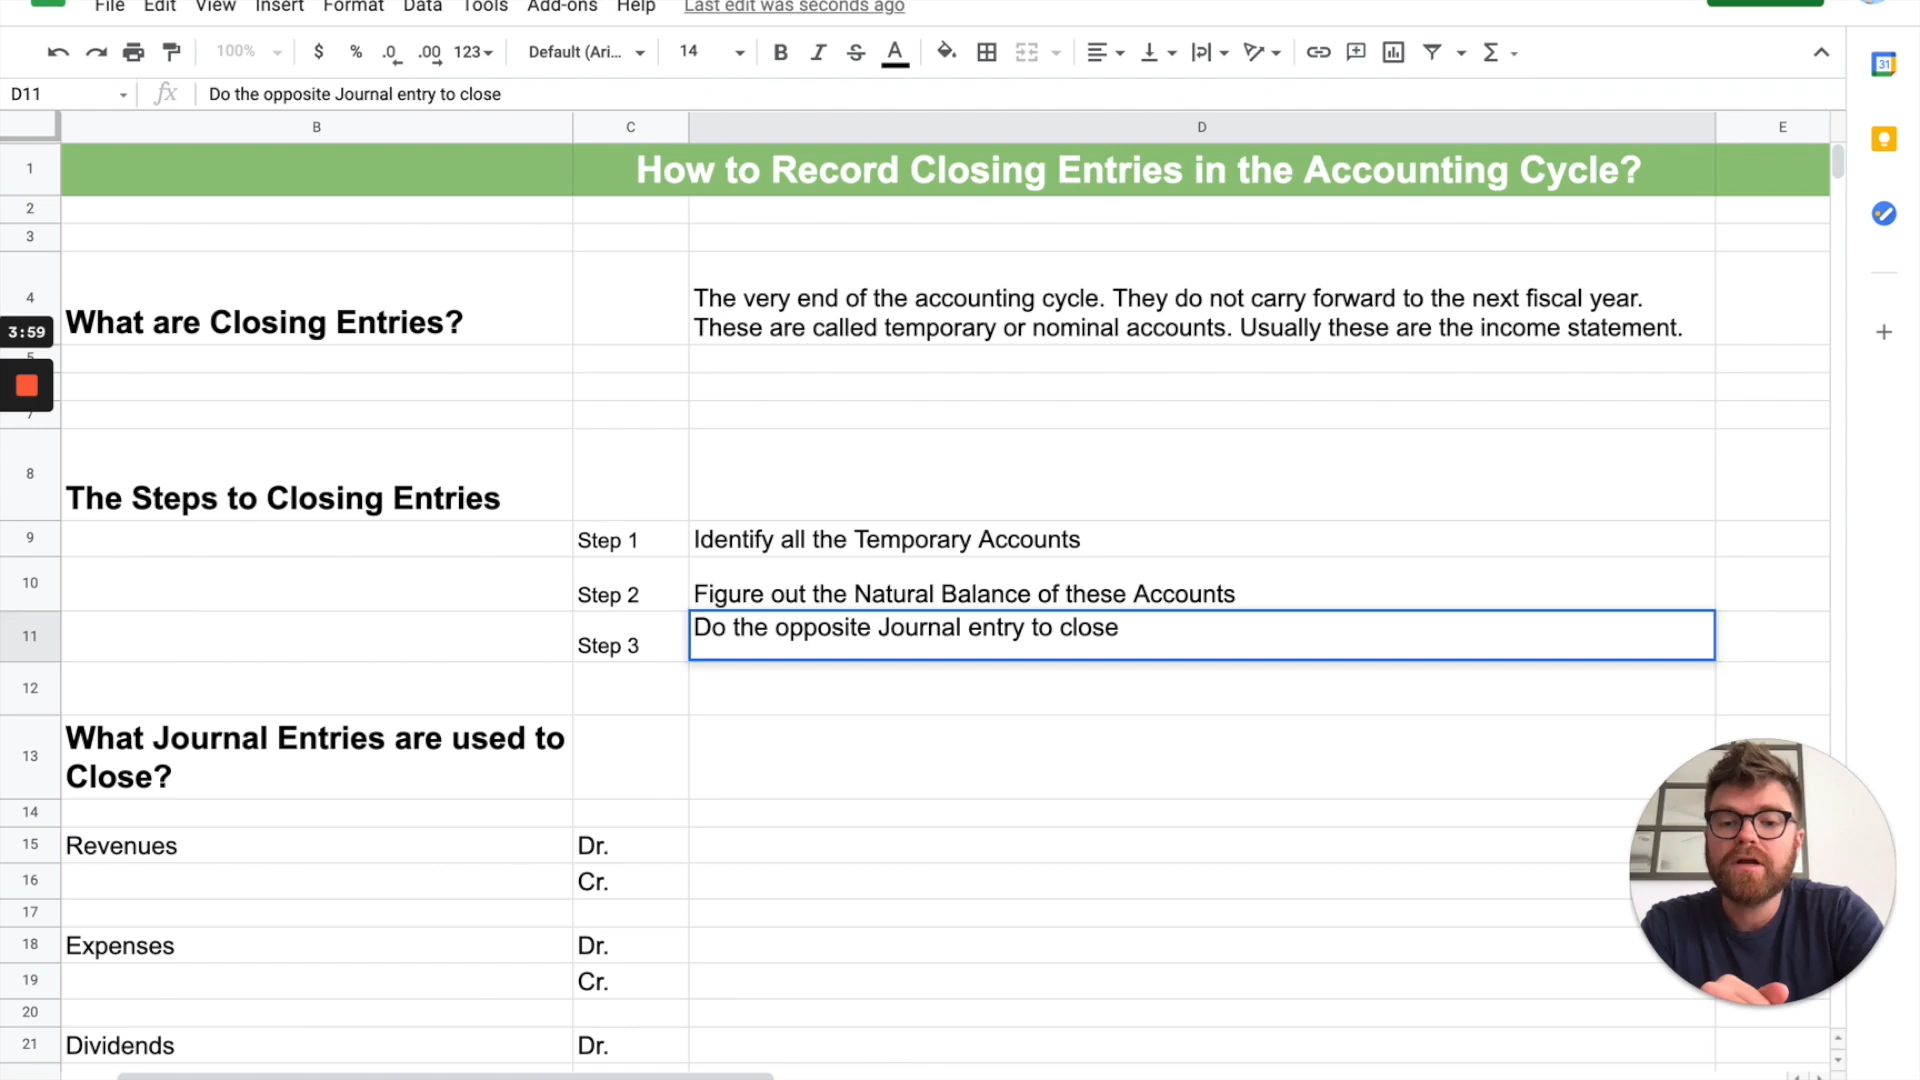 File Edit View Insert Format Data Tools Add-ons Help Last edit was seconds ago
100% $ % .0 .00 123 Default (Ari... 14 B I S A
D11 fx Do the opposite Journal entry to close
B C D E
1 How to Record Closing Entries in the Accounting Cycle?
2
3
4 What are Closing Entries? The very end of the accounting cycle. They do not carry forward to the next fiscal year.
These are called temporary or nominal accounts. Usually these are the income statement.
3:59
5
7
8 The Steps to Closing Entries
9 Step 1 Identify all the Temporary Accounts
10 Step 2 Figure out the Natural Balance of these Accounts
11 Step 3 Do the opposite Journal entry to close
12
13 What Journal Entries are used to
Close?
14
15 Revenues Dr.
16 Cr.
17
18 Expenses Dr.
19 Cr.
20
21 Dividends Dr.
31